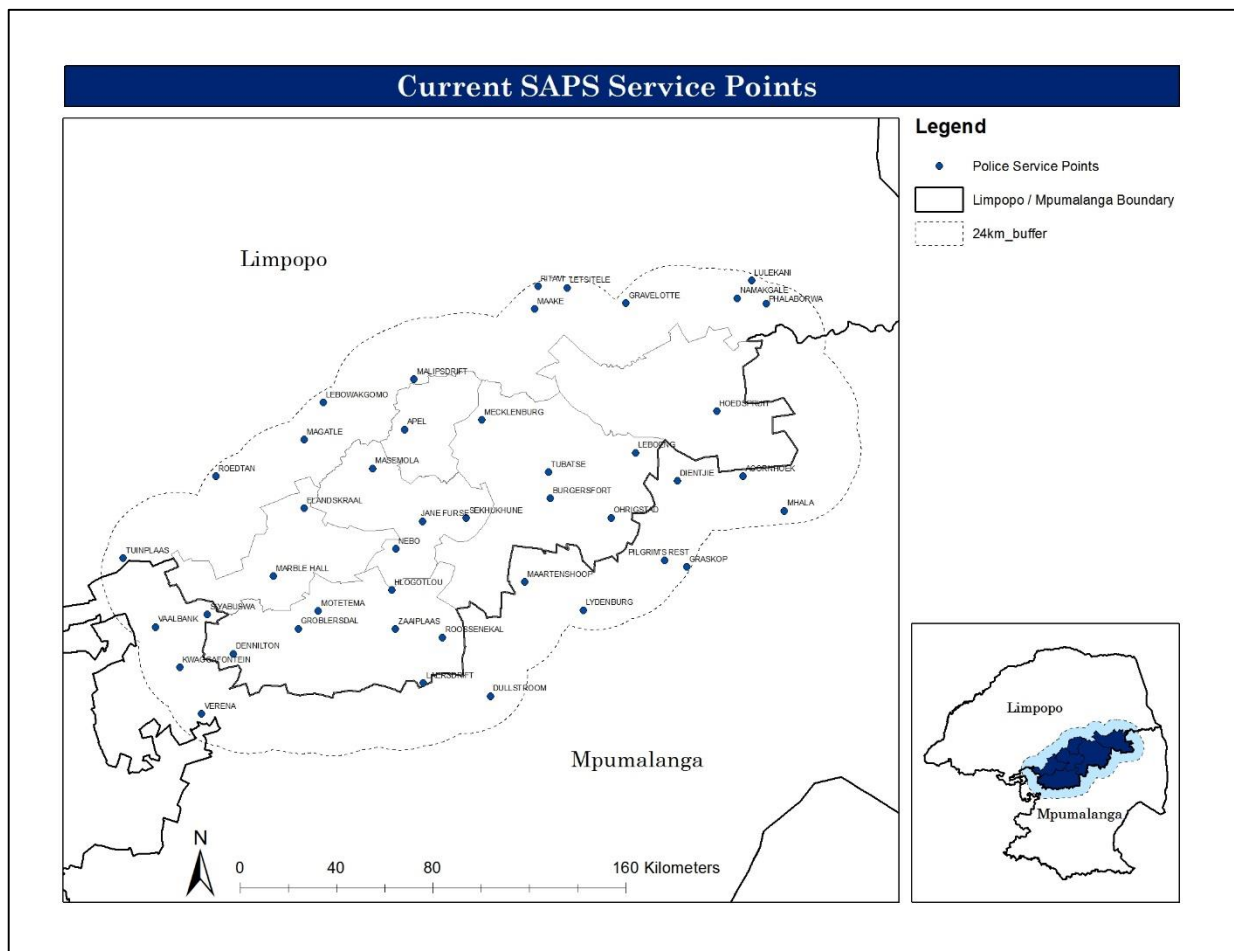 Current SAPS Service Points
Legend
Police Service Points
Limpopo / Mpumalanga Boundary
24km_buffer
Limpopo
LULEKANI
RITAVI
LETSITELE
NAMAKGALE
GRAVELOTTE
PHALABORWA
MAAKE
MALIPSDRIFT
LEBOWAKGOMO
HOEDSPRUIT
MECKLENBURG
APEL
MAGATLE
LEBOENG
MASEMOLA
TUBATSE
ROEDTAN
DIENTJIE
ACORNHOEK
BURGERSFORT
ELANDSKRAAL
MHALA
JANE FURSE
SEKHUKHUNE
OHRIGSTAD
NEBO
TUINPLAAS
PILGRIM'S REST
GRASKOP
MARBLE HALL
MAARTENSHOOP
HLOGOTLOU
SIYABUSWA
MOTETEMA
LYDENBURG
VAALBANK
GROBLERSDAL
ZAAIPLAAS
ROOSSENEKAL
DENNILTON
KWAGGAFONTEIN
LAERSDRIFT
DULLSTROOM
VERENA
Mpumalanga
N
0 40 80 160 Kilometers
Limpopo
Mpumalanga